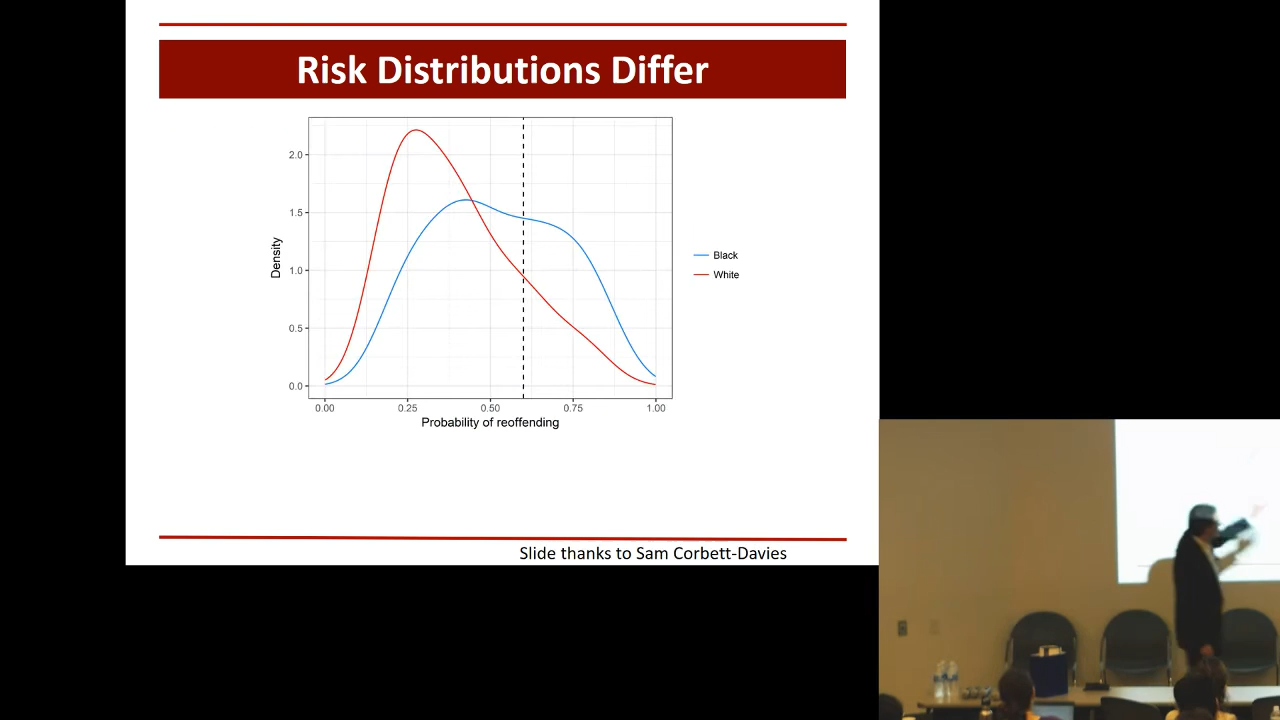 Risk Distributions Differ
2.0
1.5
1.0
0.5
0.0
Density
0.00 0.25 0.50 0.75 1.00
Probability of reoffending
Black
White
Slide thanks to Sam Corbett-Davies